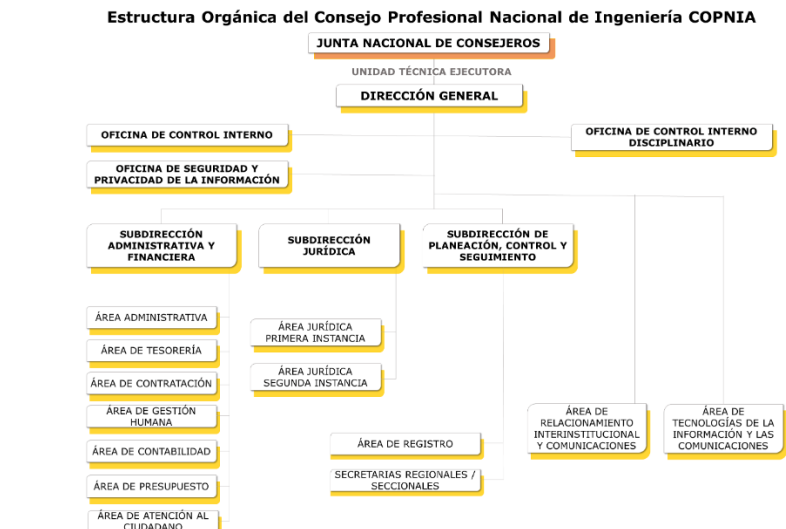 Estructura Orgánica del Consejo Profesional Nacional de Ingeniería COPNIA
JUNTA NACIONAL DE CONSEJEROS
UNIDAD TÉCNICA EJECUTORA
DIRECCIÓN GENERAL
OFICINA DE CONTROL INTERNO
OFICINA DE CONTROL INTERNO
DISCIPLINARIO
OFICINA DE SEGURIDAD Y
PRIVACIDAD DE LA INFORMACIÓN
SUBDIRECCIÓN
ADMINISTRATIVA Y
FINANCIERA
SUBDIRECCIÓN
JURÍDICA
SUBDIRECCIÓN DE
PLANEACIÓN, CONTROL Y
SEGUIMIENTO
ÁREA ADMINISTRATIVA
ÁREA DE TESORERÍA
ÁREA DE CONTRATACIÓN
ÁREA DE GESTIÓN
HUMANA
ÁREA DE CONTABILIDAD
ÁREA DE PRESUPUESTO
ÁREA DE ATENCIÓN AL
CIUDADANO
ÁREA JURÍDICA
PRIMERA INSTANCIA
ÁREA JURÍDICA
SEGUNDA INSTANCIA
ÁREA DE REGISTRO
SECRETARIAS REGIONALES /
SECCIONALES
ÁREA DE
RELACIONAMIENTO
INTERINSTITUCIONAL
Y COMUNICACIONES
ÁREA DE
TECNOLOGÍAS DE LA
INFORMACIÓN Y LAS
COMUNICACIONES